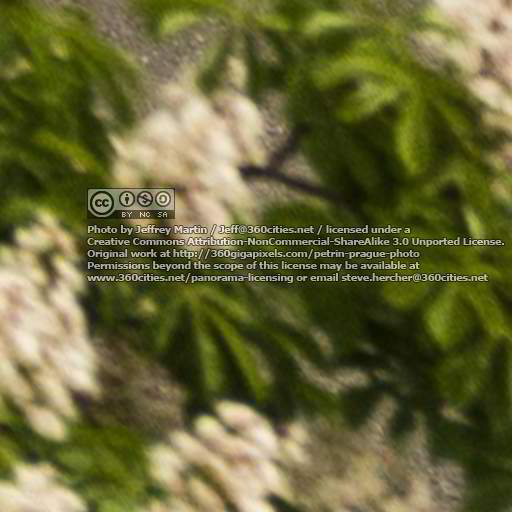 cc BY NC SA
Photo by Jeffrey Martin / Jeff@360cities.net / licensed under a
Creative Commons Attribution-NonCommercial-ShareAlike 3.0 Unported License.
Original work at http://360gigapixels.com/petrin-prague-photo
Permissions beyond the scope of this license may be available at
www.360cities.net/panorama-licensing or email steve.hercher@360cities.net